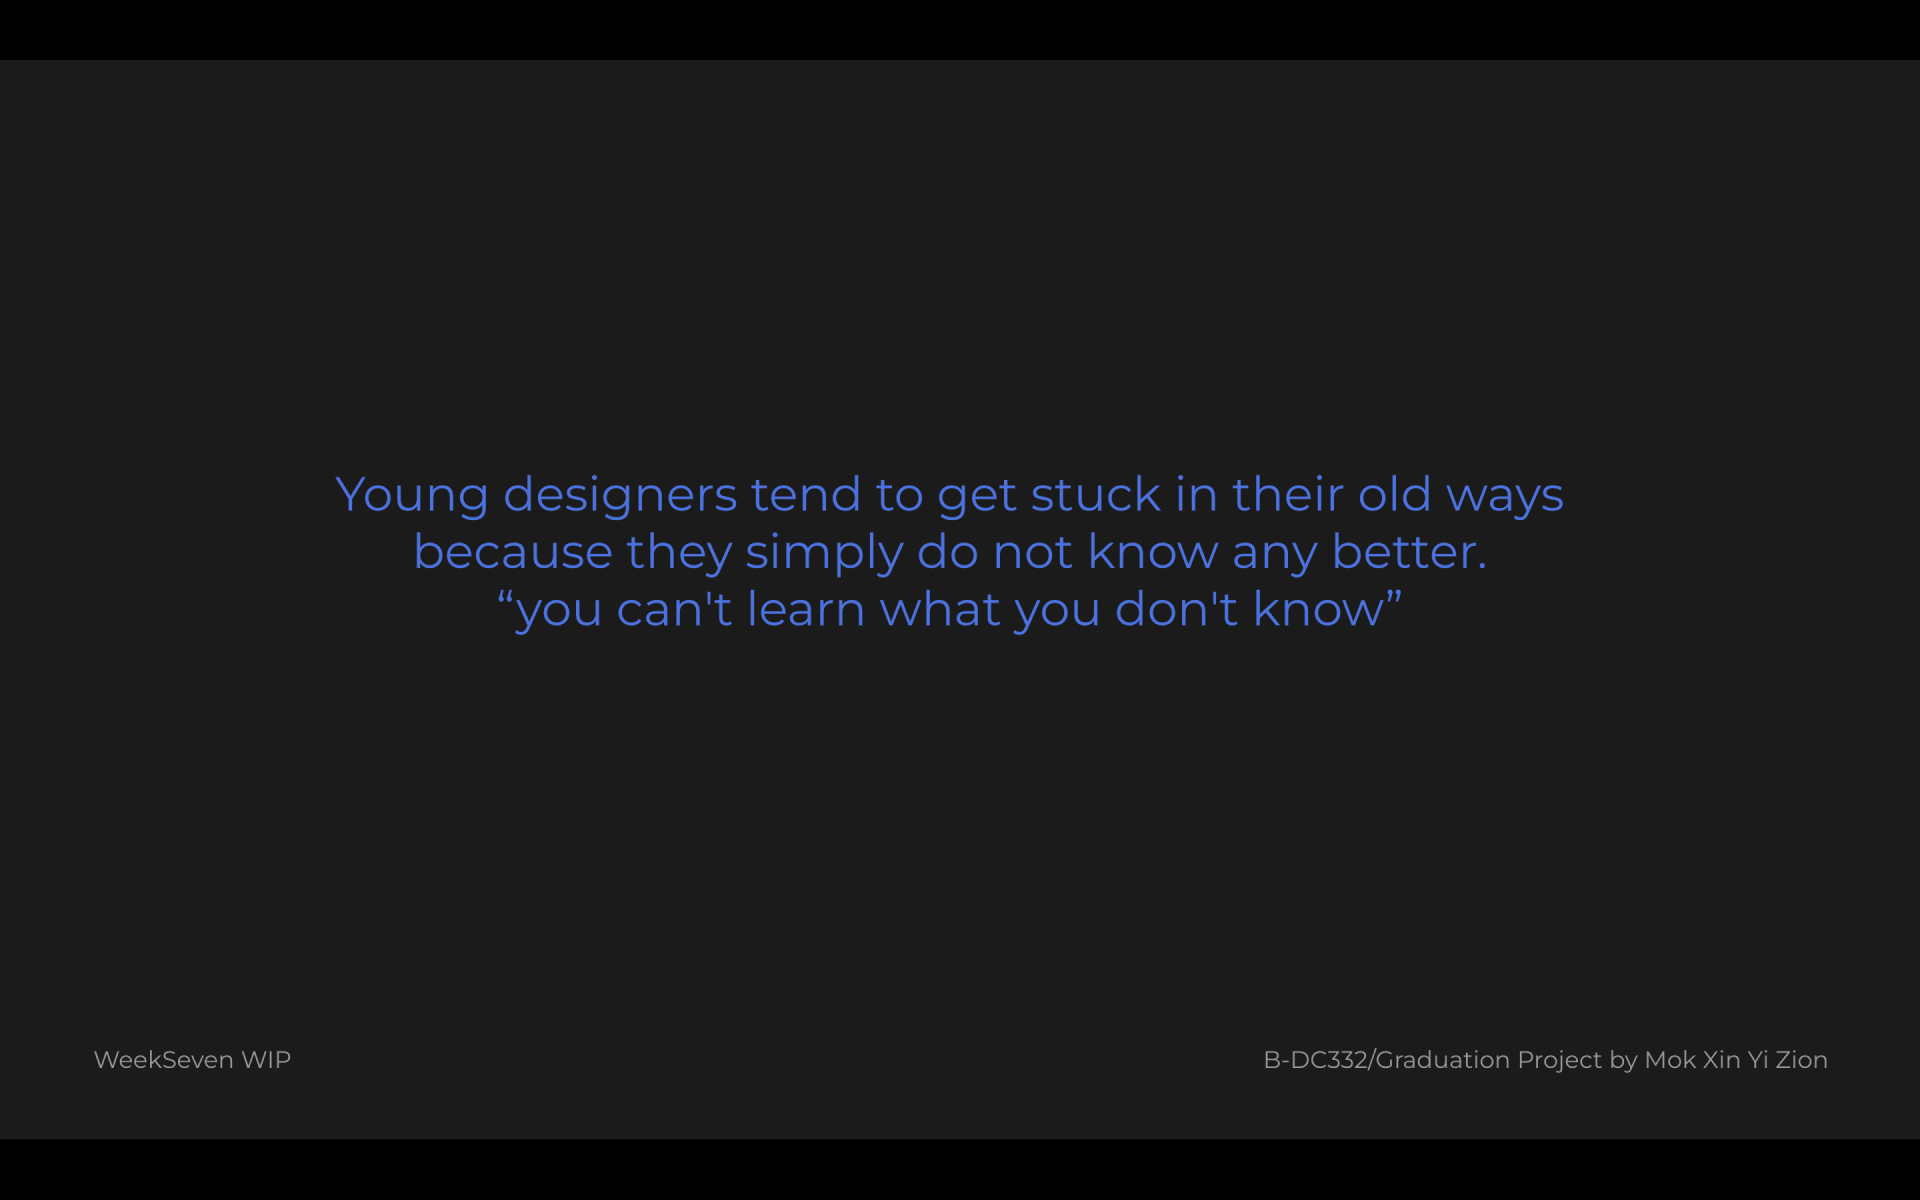 Young designers tend to get stuck in their old ways
because they simply do not know any better.
“you can't learn what you don't know”
WeekSeven WIP
B-DC332/Graduation Project by Mok Xin Yi Zion